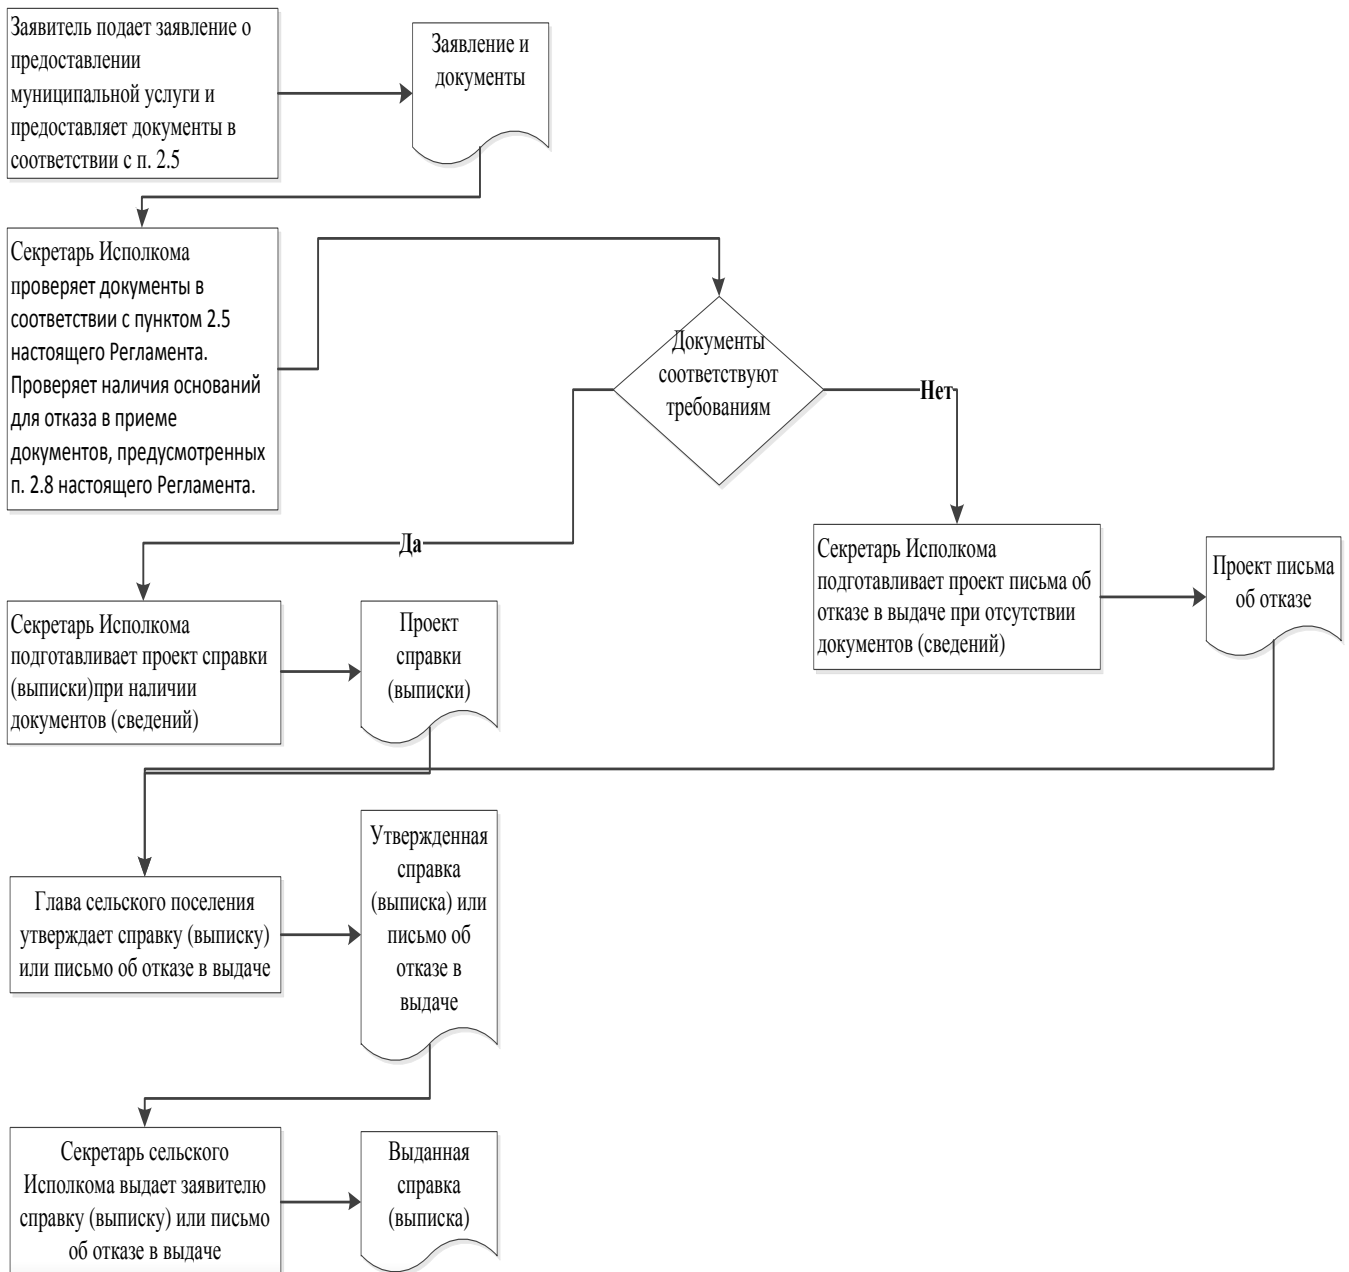 Заявитель подает заявление о
предоставлении
муниципальной услуги и
предоставляет документы в
соответствии с п. 2.5
Заявление и
документы
Секретарь Исполкома
проверяет документы в
соответствии с пунктом 2.5
настоящего Регламента.
Проверяет наличия оснований
для отказа в приеме
документов, предусмотренных
п. 2.8 настоящего Регламента.
Документы
соответствуют
требованиям
Нет
Да
Секретарь Исполкома
подготавливает проект письма об
отказе в выдаче при отсутствии
документов (сведений)
Проект письма
об отказе
Секретарь Исполкома
подготавливает проект справки
(выписки)при наличии
документов (сведений)
Проект
справки
(выписки)
Глава сельского поселения
утверждает справку (выписку)
или письмо об отказе в выдаче
Утвержденная
справка
(выписка) или
письмо об
отказе в
выдаче
Секретарь сельского
Исполкома выдает заявителю
справку (выписку) или письмо
об отказе в выдаче
Выданная
справка
(выписка)